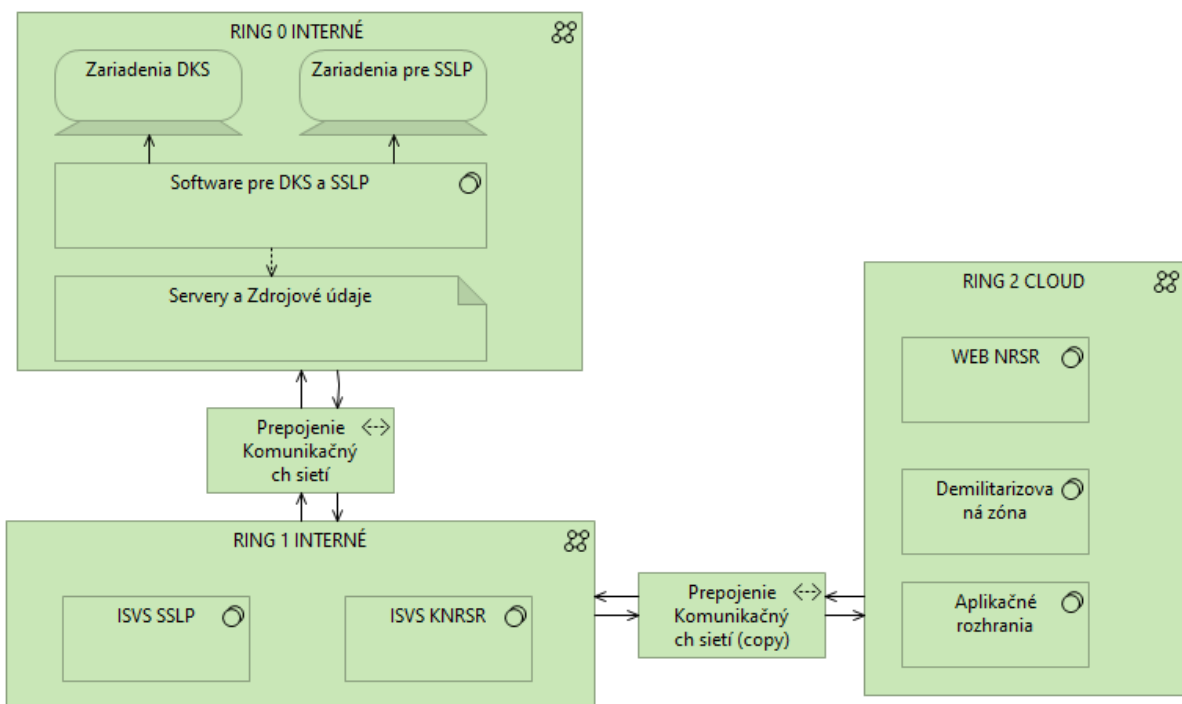 RING 0 INTERNÉ
Zariadenia DKS
Zariadenia pre SSLP
Software pre DKS a SSLP
Servery a Zdrojové údaje
Prepojenie
Komunikačný
ch sietí
RING 1 INTERNÉ
ISVS SSLP
ISVS KNRSR
Prepojenie
Komunikačný
ch sietí (copy)
RING 2 CLOUD
WEB NRSR
Demilitarizova
ná zóna
Aplikačné
rozhrania